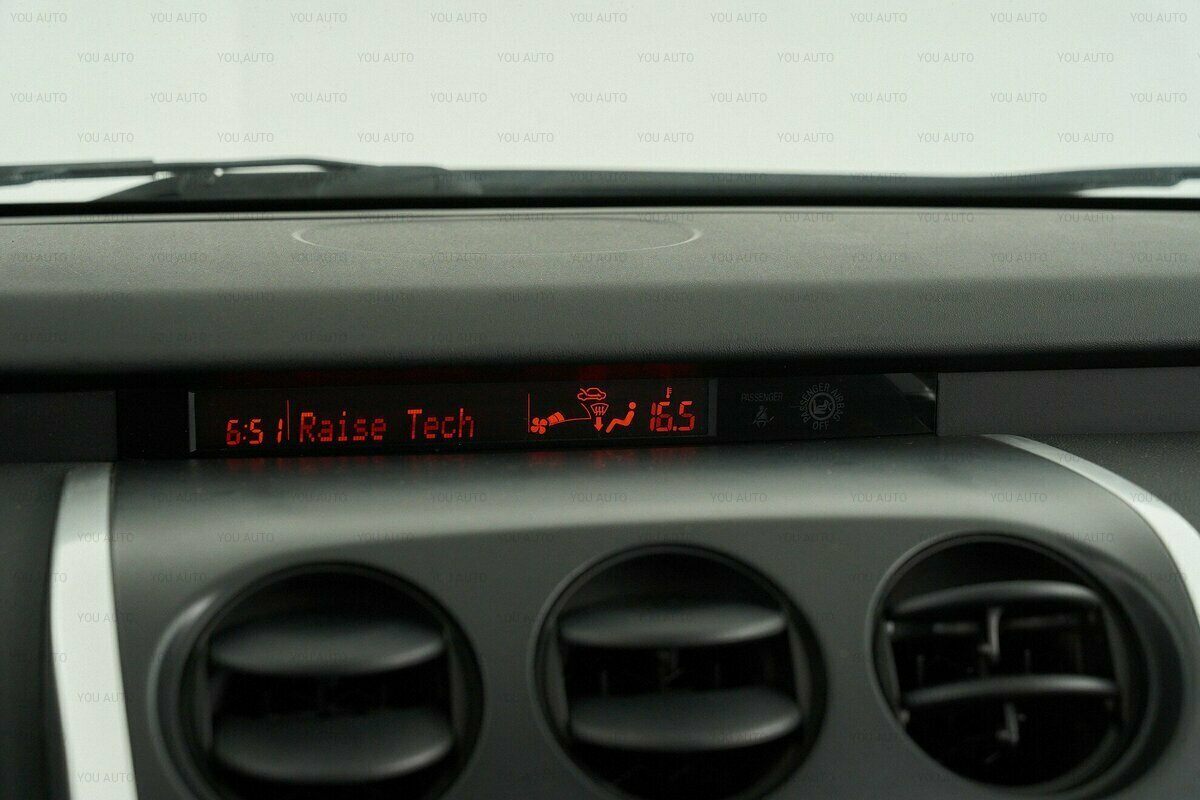 6:51 Raise Tech 16.5
PASSENGER
PASSENGER AIRBAG
OFF
YOU AUTO